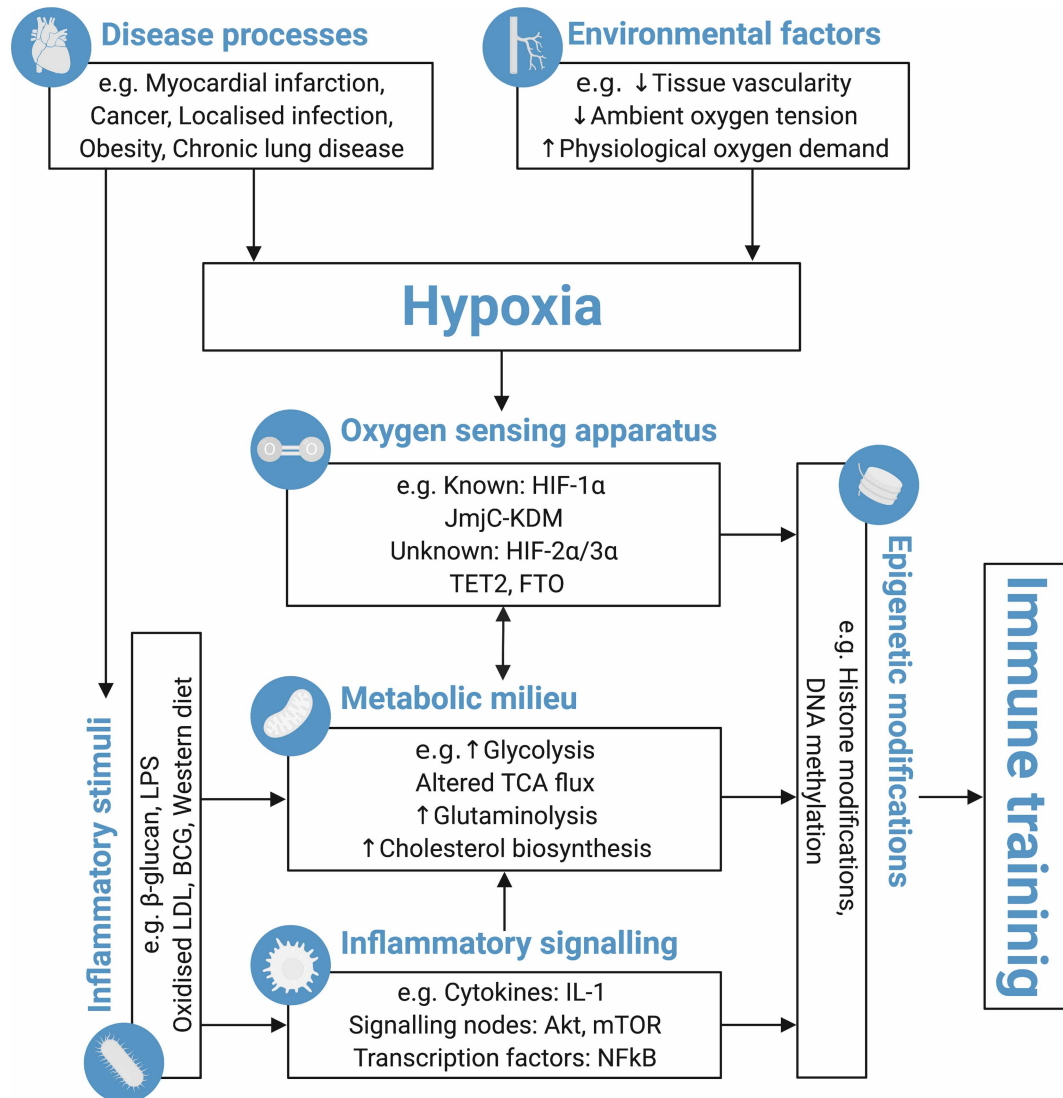 Disease processes
e.g. Myocardial infarction,
Cancer, Localised infection,
Obesity, Chronic lung disease
Environmental factors
e.g. ↓Tissue vascularity
↓Ambient oxygen tension
↑Physiological oxygen demand
Hypoxia
Oxygen sensing apparatus
O O
e.g. Known: HIF-1α
JmjC-KDM
Unknown: HIF-2α/3α
TET2, FTO
Metabolic milieu
e.g.↑Glycolysis
Altered TCA flux
↑Glutaminolysis
↑Cholesterol biosynthesis
Inflammatory signalling
e.g. Cytokines: IL-1
Signalling nodes: Akt, mTOR
Transcription factors: NFkB
Inflammatory stimuli
e.g. β-glucan, LPS
Oxidised LDL, BCG, Western diet
Epigenetic modifications
e.g. Histone modifications,
DNA methylation
Immune traininig